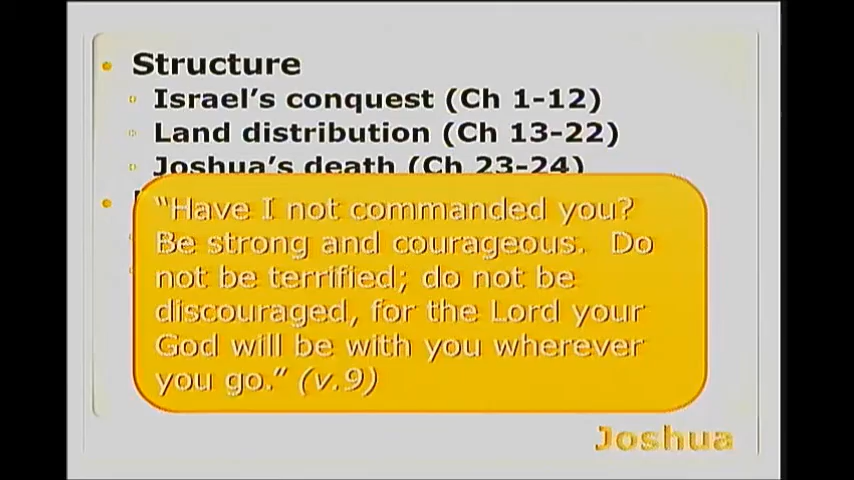 Structure
Israel's conquest (Ch 1-12)
Land distribution (Ch 13-22)
Joshua's death (Ch 23-24)
"Have I not commanded you?
Be strong and courageous. Do
not be terrified; do not be
discouraged, for the Lord your
God will be with you wherever
you go." (v.9)
Joshua